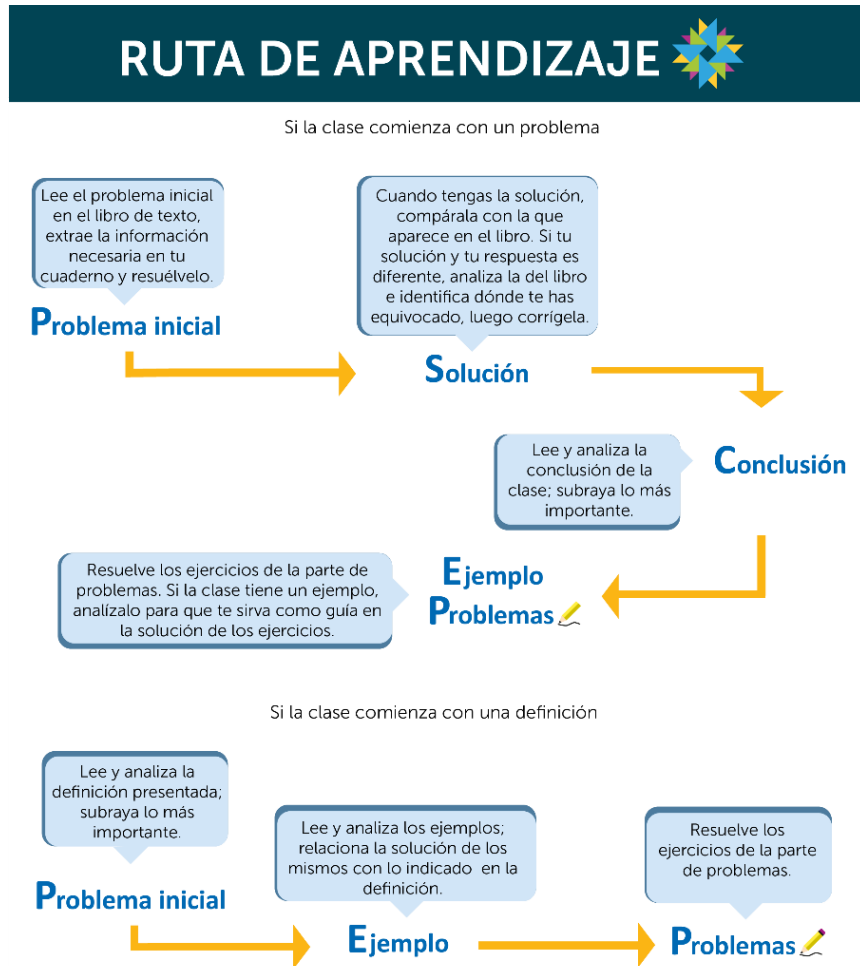 RUTA DE APRENDIZAJE
Si la clase comienza con un problema
Lee el problema inicial
en el libro de texto,
extrae la información
necesaria en tu
cuaderno y resuélvelo.
Problema inicial
Cuando tengas la solución,
compárala con la que
aparece en el libro. Si tu
solución y tu respuesta es
diferente, analiza la del libro
e identifica dónde te has
equivocado, luego corrígela.
Solución
Lee y analiza la
conclusión de la
clase; subraya lo más
importante.
Conclusión
Resuelve los ejercicios de la parte de
problemas. Si la clase tiene un ejemplo,
analízalo para que te sirva como guía en
la solución de los ejercicios.
Ejemplo
Problemas
Si la clase comienza con una definición
Lee y analiza la
definición presentada;
subraya lo más
importante.
Problema inicial
Lee y analiza los ejemplos;
relaciona la solución de los
mismos con lo indicado en la
definición.
Ejemplo
Resuelve los
ejercicios de la parte
de problemas.
Problemas